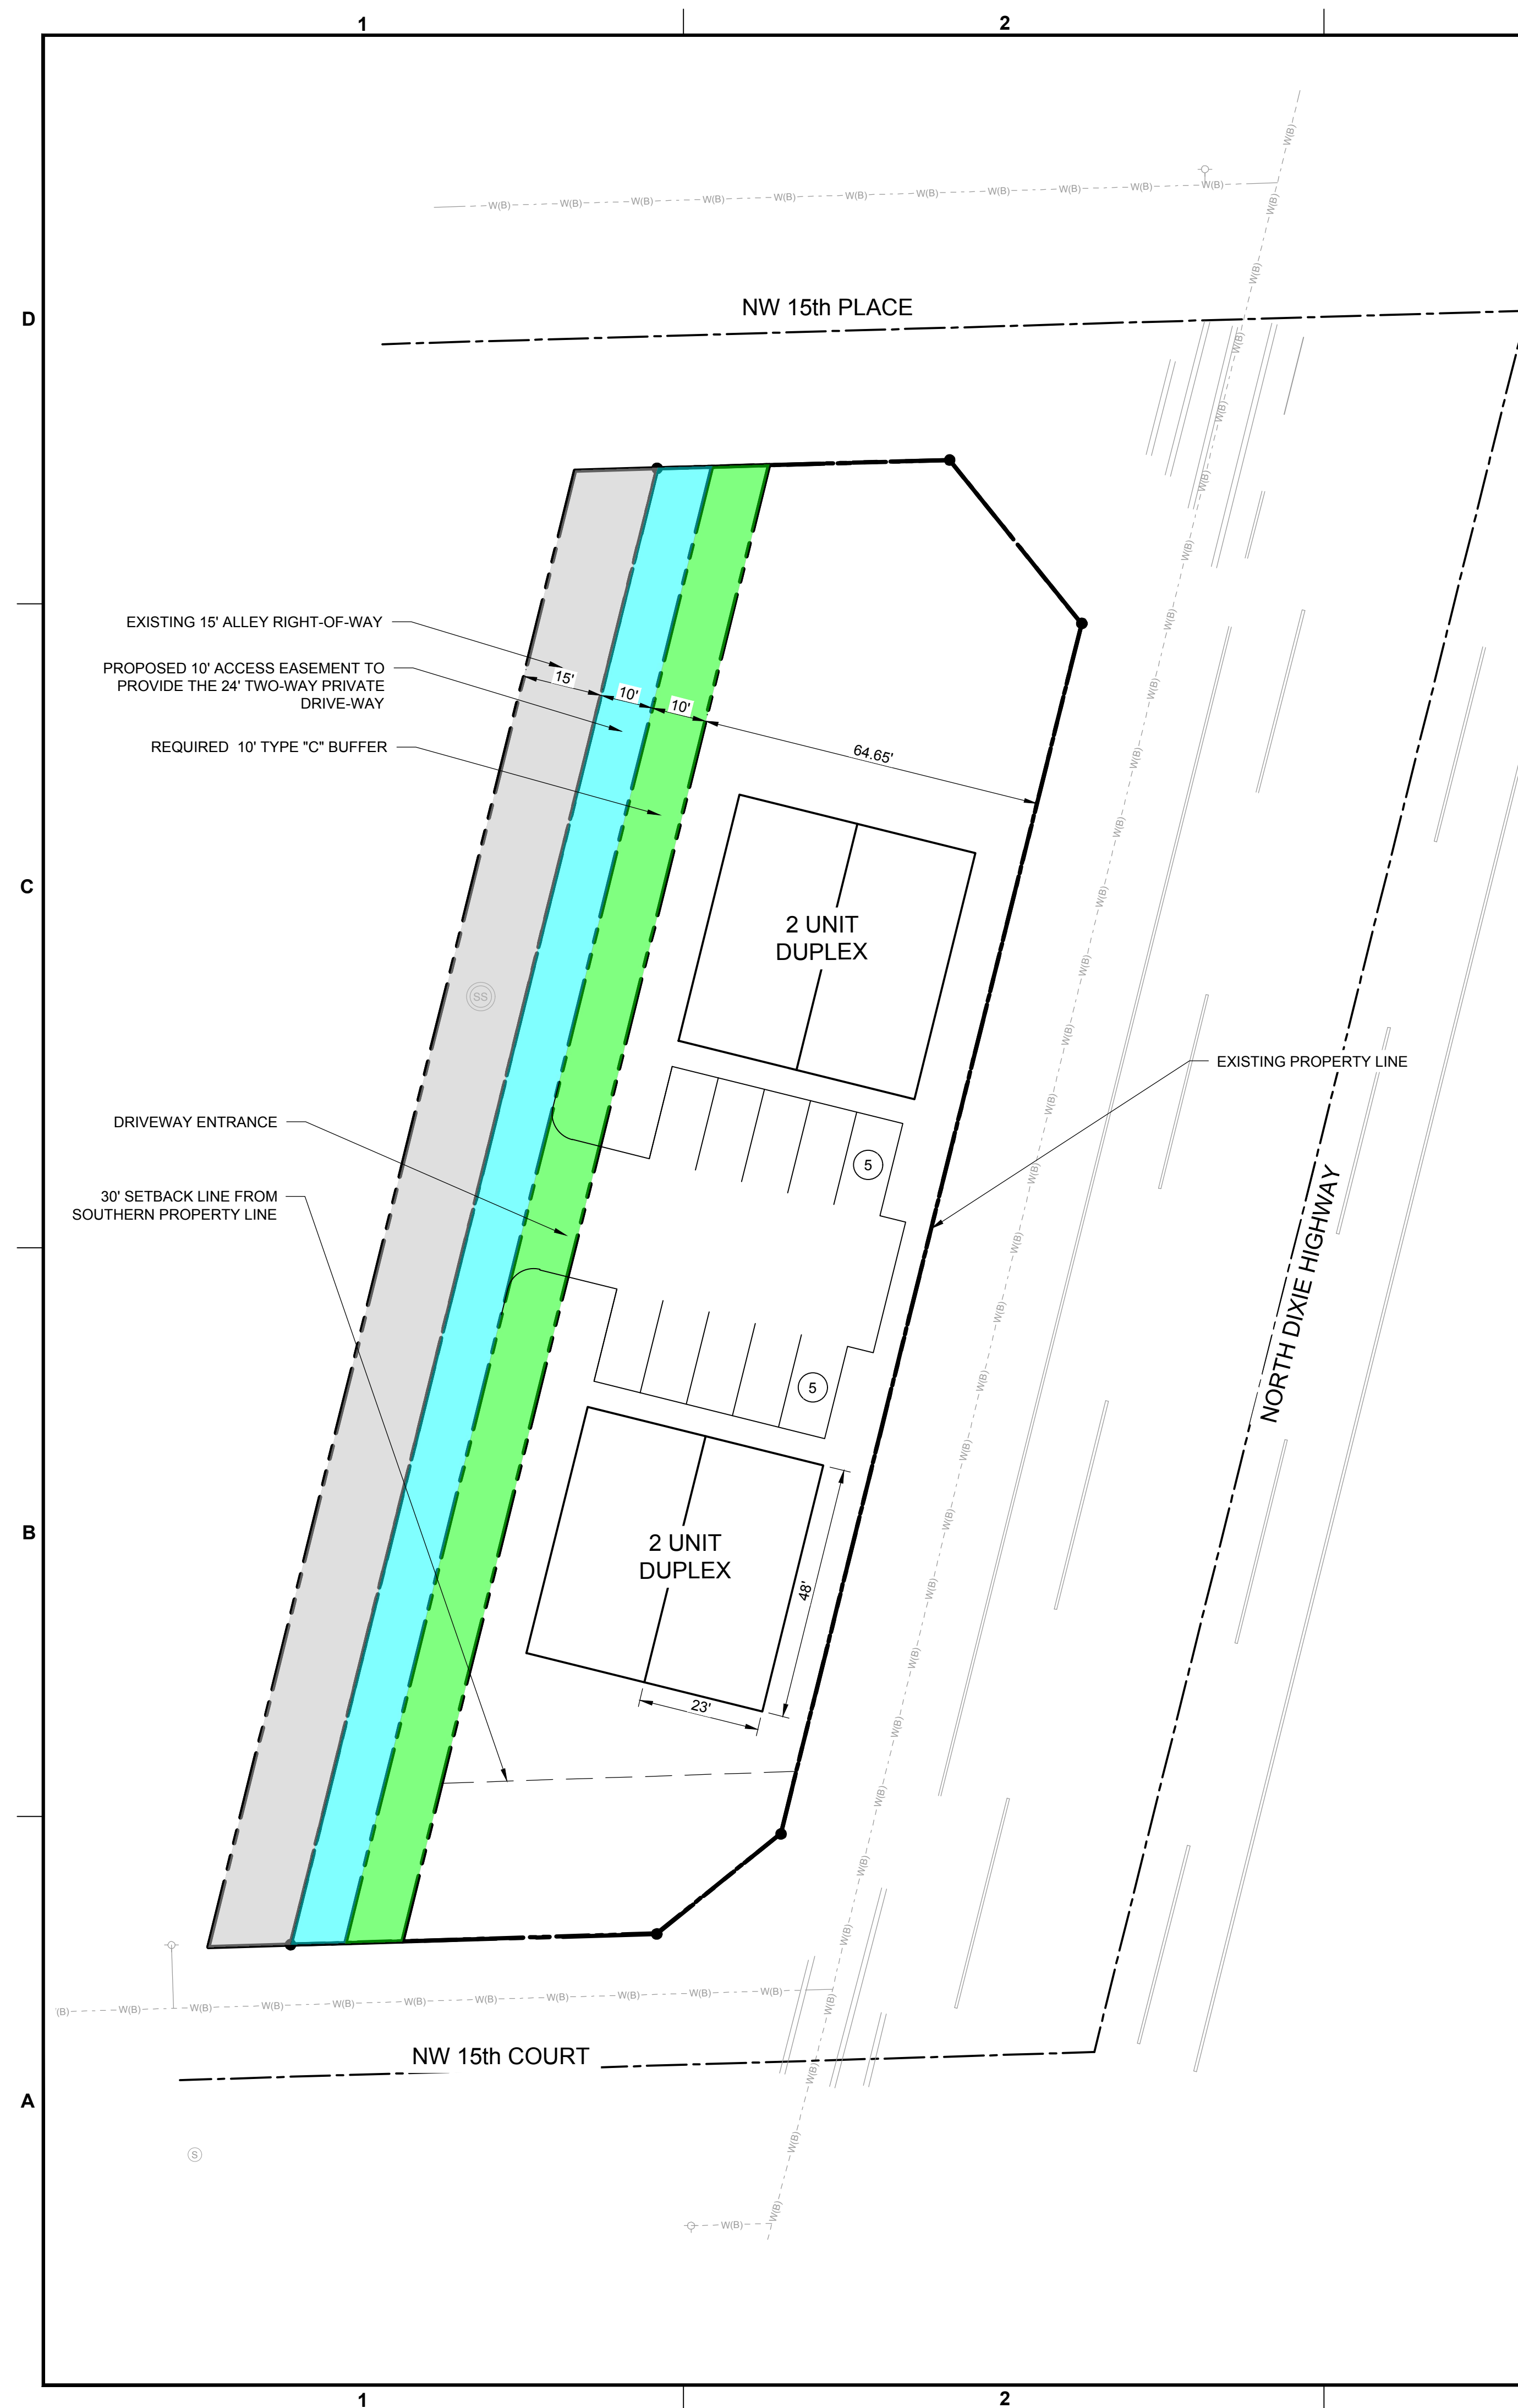 1
2
W(B)
W(B) W(B) W(B) W(B) W(B) W(B) W(B) W(B) W(B) W(B) W(B)
W(B)
W(B)
D
NW 15th PLACE
W(B)
W(B)
W(B)
W(B)
EXISTING 15' ALLEY RIGHT-OF-WAY
W(B)
PROPOSED 10' ACCESS EASEMENT TO
PROVIDE THE 24' TWO-WAY PRIVATE
DRIVE-WAY
15'
10'
10'
W(B)
REQUIRED 10' TYPE "C" BUFFER
64.65'
W(B)
W(B)
C
2 UNIT
DUPLEX
W(B)
W(B)
SS
W(B)
EXISTING PROPERTY LINE
W(B)
DRIVEWAY ENTRANCE
5
W(B)
30' SETBACK LINE FROM
SOUTHERN PROPERTY LINE
W(B)
NORTH DIXIE HIGHWAY
W(B)
5
W(B)
W(B)
B
2 UNIT
DUPLEX
W(B)
48'
W(B)
W(B)
23'
W(B)
W(B)
W(B)
W(B)
(B) W(B) W(B) W(B) W(B) W(B) W(B) W(B) W(B) W(B) W(B)
W(B)
NW 15th COURT
W(B)
A
S
W(B)
W(B)
W(B)
1
2